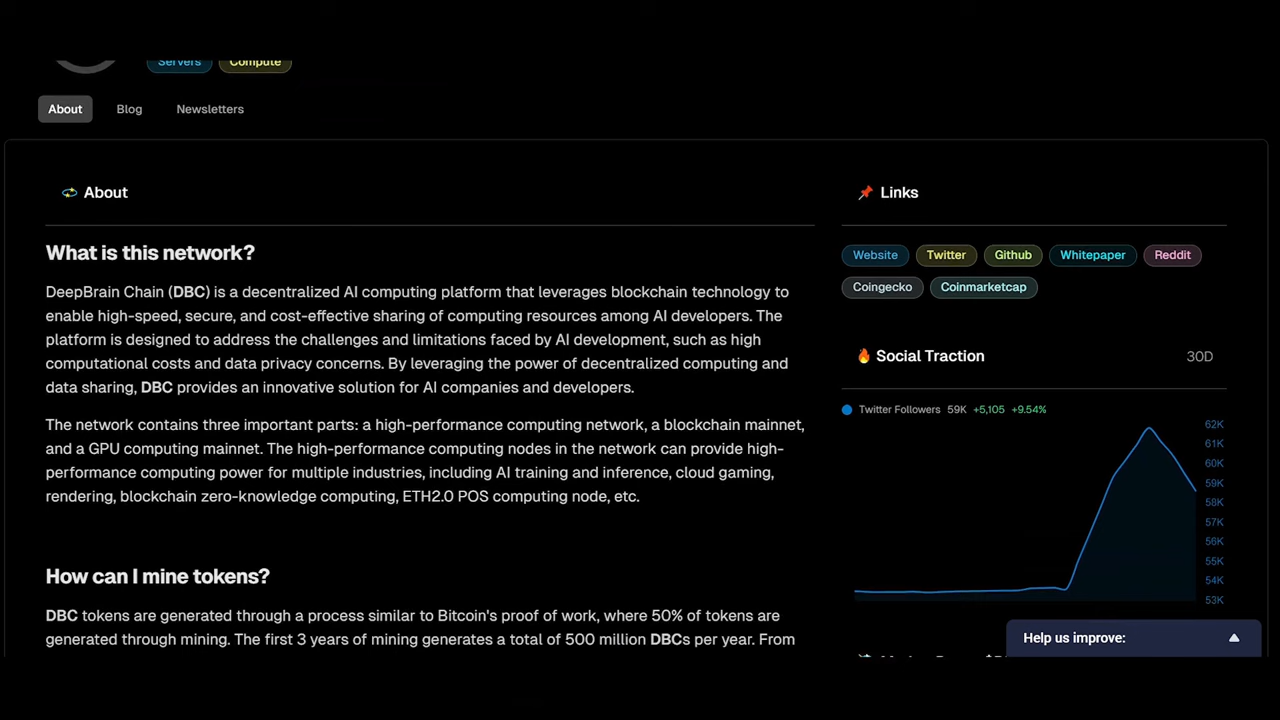 Servers Compute
About Blog Newsletters
About
What is this network?
DeepBrain Chain (DBC) is a decentralized AI computing platform that leverages blockchain technology to
enable high-speed, secure, and cost-effective sharing of computing resources among AI developers. The
platform is designed to address the challenges and limitations faced by AI development, such as high
computational costs and data privacy concerns. By leveraging the power of decentralized computing and
data sharing, DBC provides an innovative solution for AI companies and developers.
The network contains three important parts: a high-performance computing network, a blockchain mainnet,
and a GPU computing mainnet. The high-performance computing nodes in the network can provide high-
performance computing power for multiple industries, including AI training and inference, cloud gaming,
rendering, blockchain zero-knowledge computing, ETH2.0 POS computing node, etc.
How can I mine tokens?
DBC tokens are generated through a process similar to Bitcoin's proof of work, where 50% of tokens are
generated through mining. The first 3 years of mining generates a total of 500 million DBCs per year. From
Links
Website Twitter Github Whitepaper Reddit
Coingecko Coinmarketcap
Social Traction 30D
Twitter Followers 59K +5,105 +9.54%
62K
61K
60K
59K
58K
57K
56K
55K
54K
53K
Help us improve: